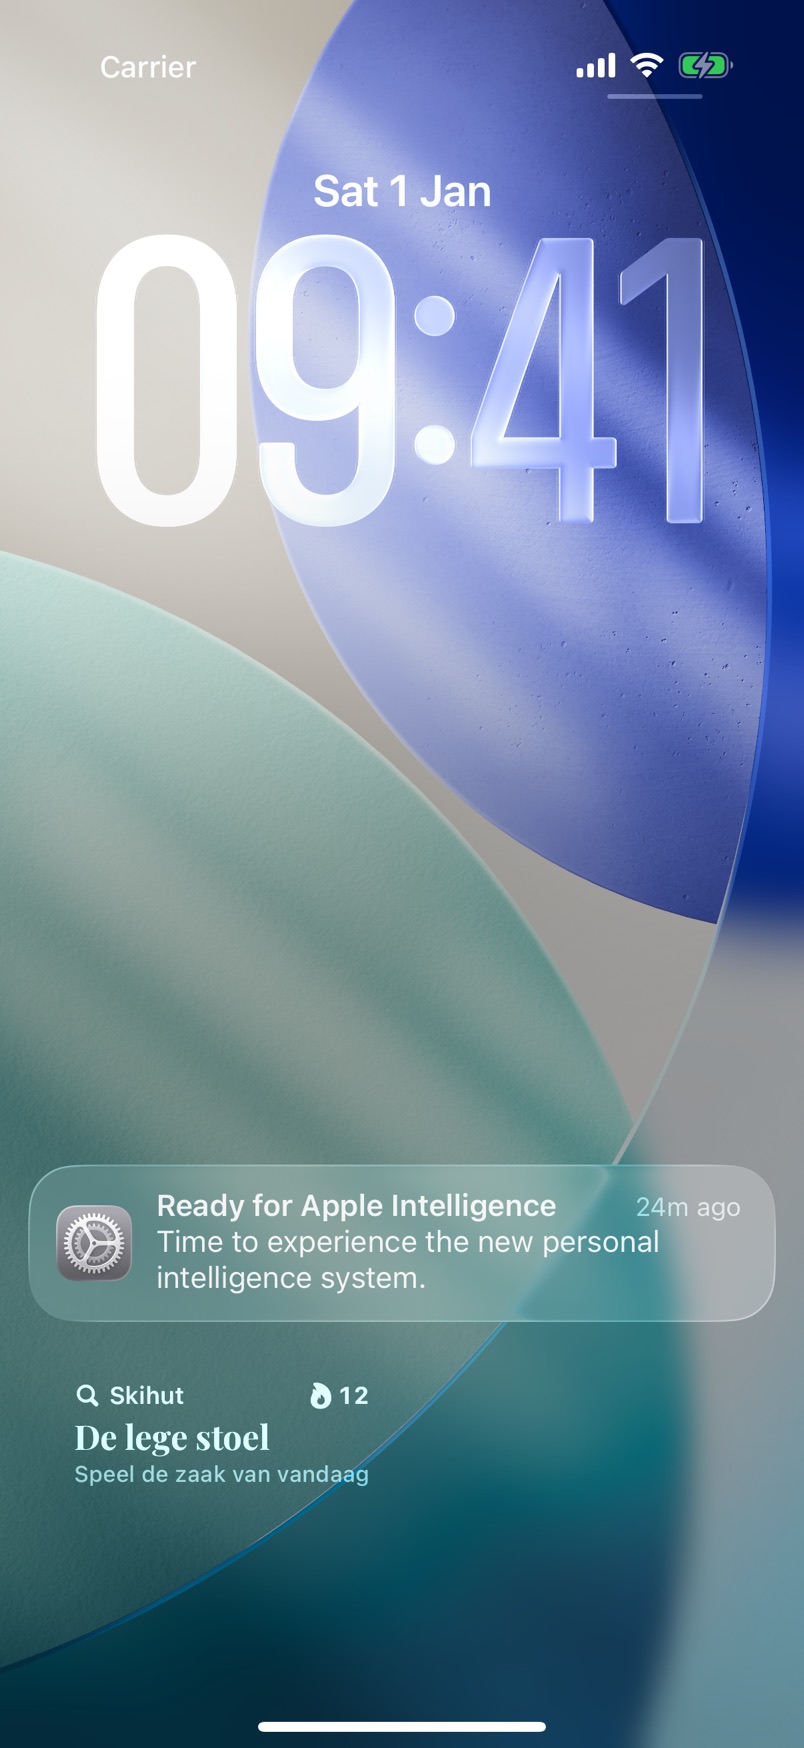 Carrier
Sat 1 Jan
09:41
Ready for Apple Intelligence 24m ago
Time to experience the new personal
intelligence system.
Skihut 12
De lege stoel
Speel de zaak van vandaag